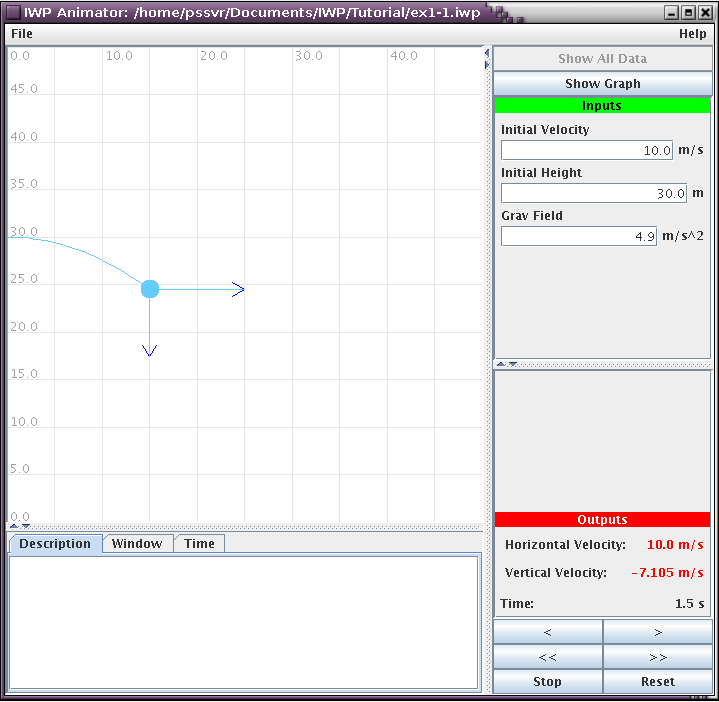 IWP Animator: /home/pssvr/Documents/IWP/Tutorial/ex1-1.iwp
File Help
0.0 10.0 20.0 30.0 40.0
45.0
40.0
35.0
30.0
25.0
20.0
15.0
10.0
5.0
0.0
Description Window Time
Show All Data
Show Graph
Inputs
Initial Velocity
10.0 m/s
Initial Height
30.0 m
Grav Field
4.9 m/s^2
Outputs
Horizontal Velocity: 10.0 m/s
Vertical Velocity: -7.105 m/s
Time: 1.5 s
< >
<< >>
Stop Reset